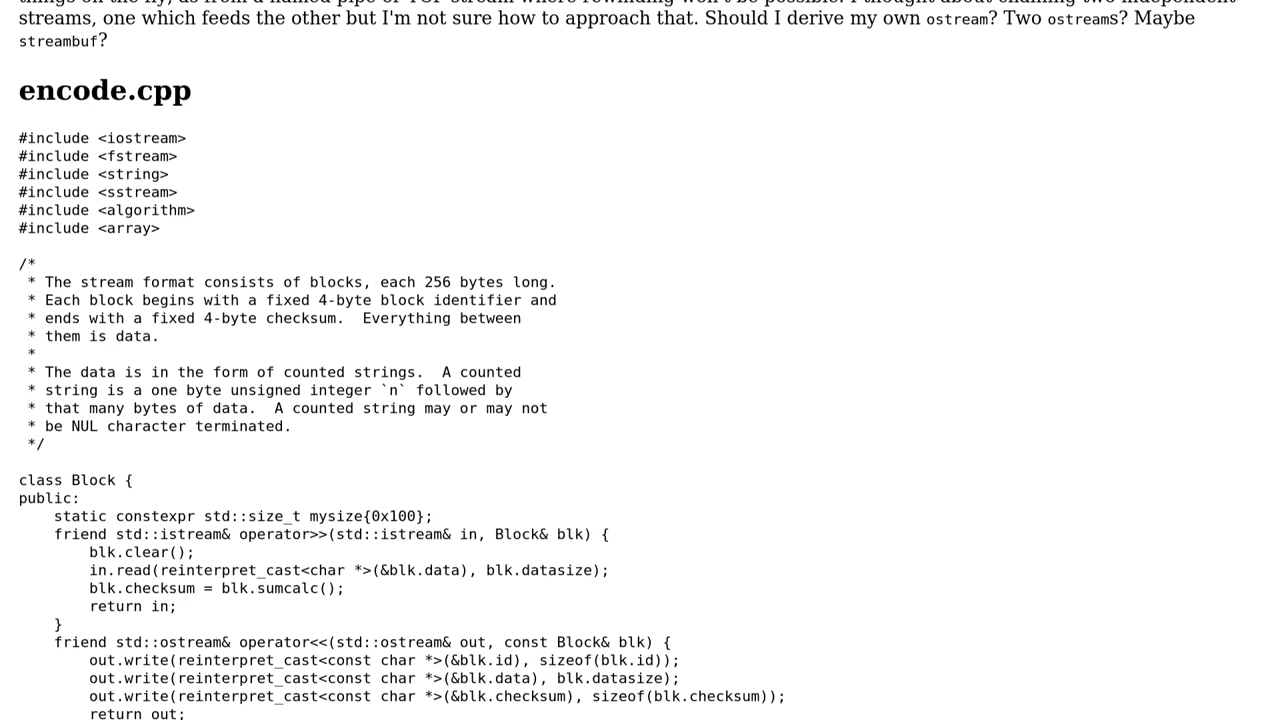 streams, one which feeds the other but I'm not sure how to approach that. Should I derive my own ostream? Two ostreams? Maybe
streambuf?
encode.cpp
#include <iostream>
#include <fstream>
#include <string>
#include <sstream>
#include <algorithm>
#include <array>
/*
 * The stream format consists of blocks, each 256 bytes long.
 * Each block begins with a fixed 4-byte block identifier and
 * ends with a fixed 4-byte checksum.  Everything between
 * them is data.
 *
 * The data is in the form of counted strings.  A counted
 * string is a one byte unsigned integer `n` followed by
 * that many bytes of data.  A counted string may or may not
 * be NUL character terminated.
 */
class Block {
public:
    static constexpr std::size_t mysize{0x100};
    friend std::istream& operator>>(std::istream& in, Block& blk) {
        blk.clear();
        in.read(reinterpret_cast<char *>(&blk.data), blk.datasize);
        blk.checksum = blk.sumcalc();
        return in;
    }
    friend std::ostream& operator<<(std::ostream& out, const Block& blk) {
        out.write(reinterpret_cast<const char *>(&blk.id), sizeof(blk.id));
        out.write(reinterpret_cast<const char *>(&blk.data), blk.datasize);
        out.write(reinterpret_cast<const char *>(&blk.checksum), sizeof(blk.checksum));
        return out;